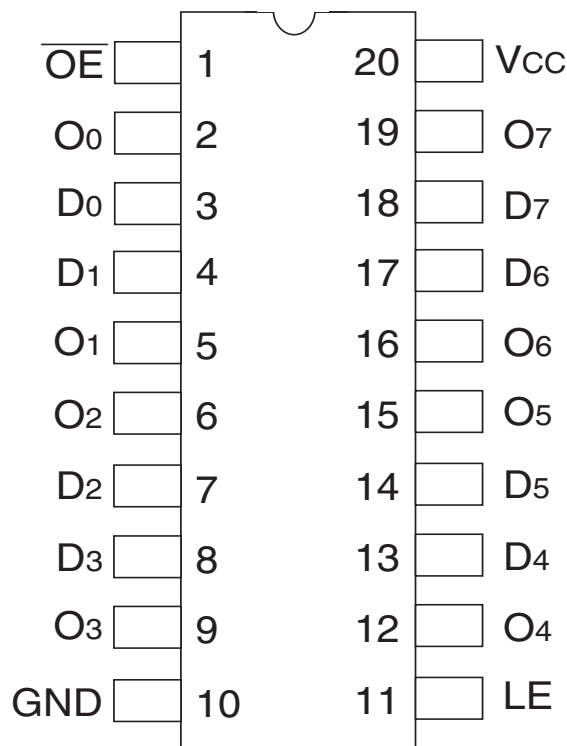 OE 1 20 VCC
O0 2 19 O7
D0 3 18 D7
D1 4 17 D6
O1 5 16 O6
O2 6 15 O5
D2 7 14 D5
D3 8 13 D4
O3 9 12 O4
GND 10 11 LE